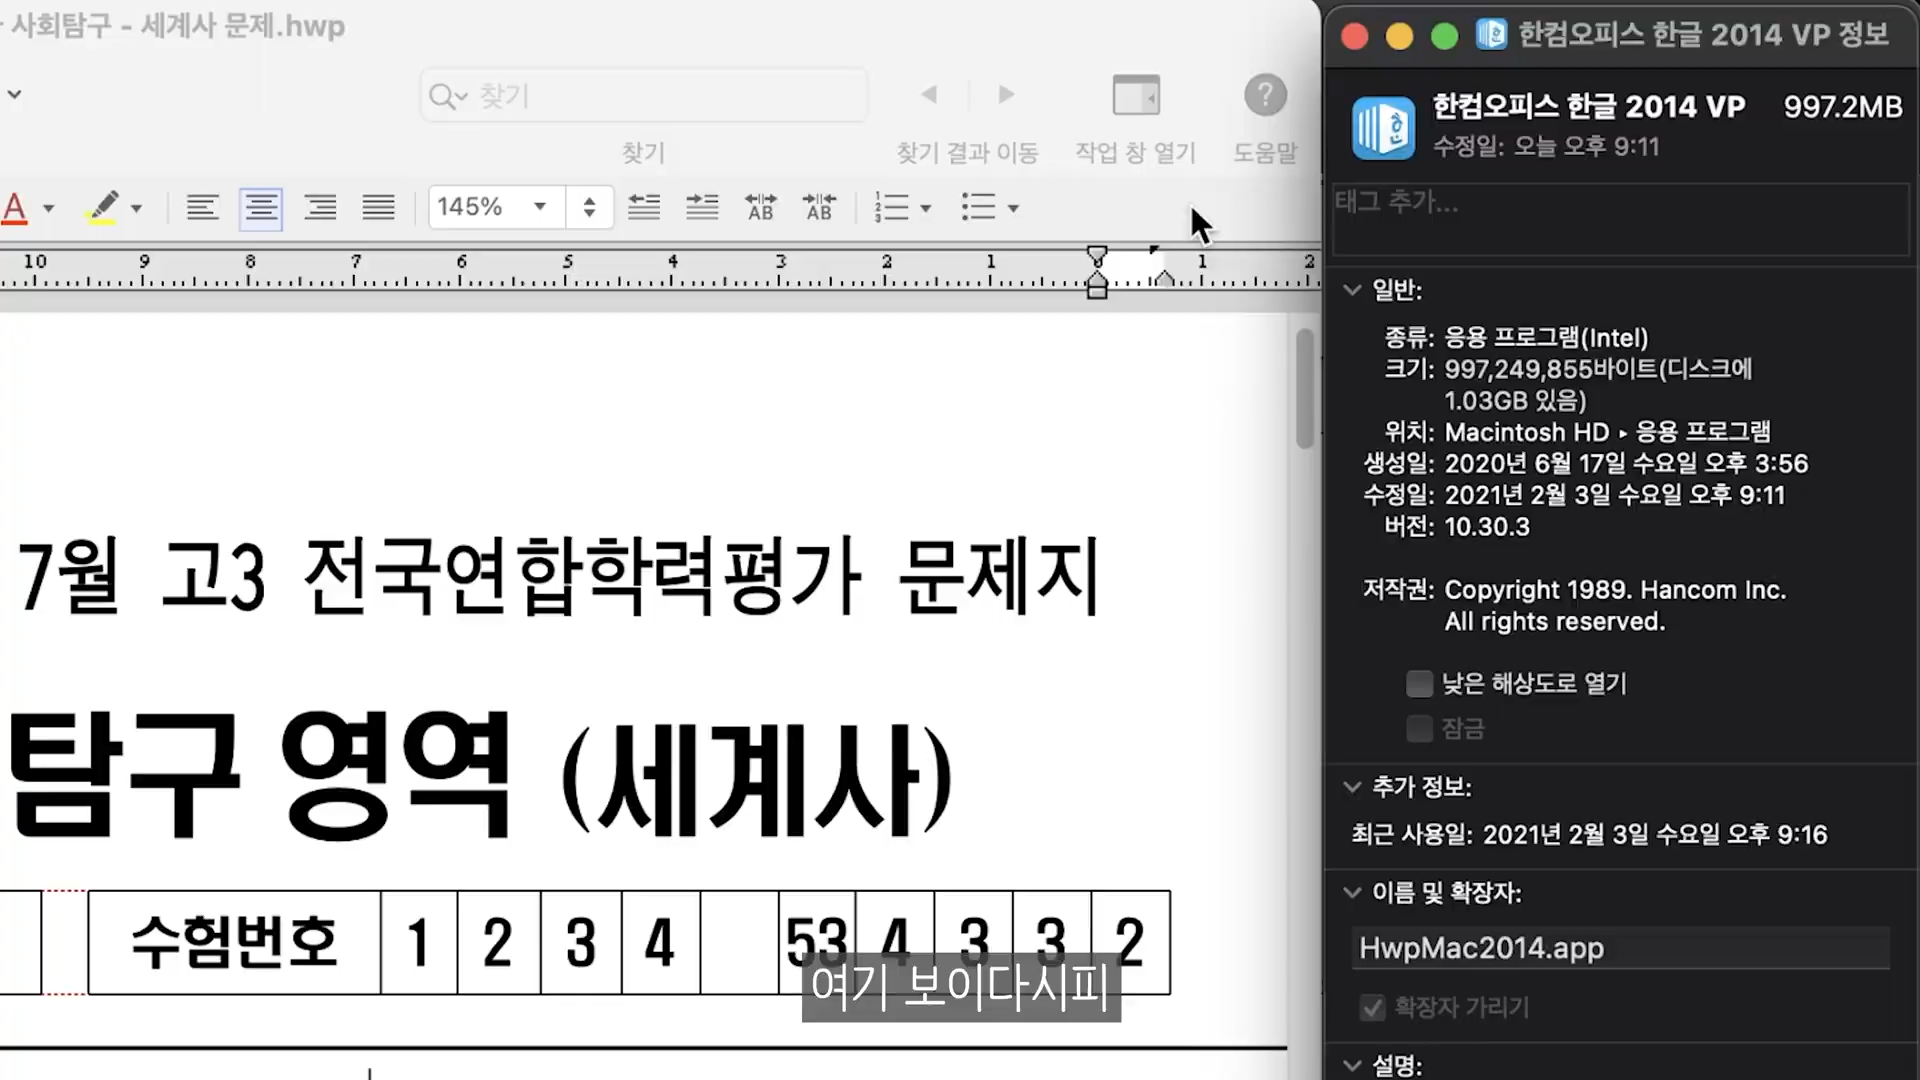 사회탐구 - 세계사 문제.hwp
찾기
찾기
찾기 결과 이동
작업 창 열기
?
도움말
A
145%
AB
AB
10 9 8 7 6 5 4 3 2 1 1 2
7월 고3 전국연합학력평가 문제지
탐구 영역 (세계사)
수험번호 1 2 3 4 53 4 3 3 2
여기 보이다시피
한컴오피스 한글 2014 VP 정보
한컴오피스 한글 2014 VP 997.2MB
수정일: 오늘 오후 9:11
태그 추가...
일반:
종류: 응용 프로그램(Intel)
크기: 997,249,855바이트(디스크에
1.03GB 있음)
위치: Macintosh HD ▸ 응용 프로그램
생성일: 2020년 6월 17일 수요일 오후 3:56
수정일: 2021년 2월 3일 수요일 오후 9:11
버전: 10.30.3
저작권: Copyright 1989. Hancom Inc.
All rights reserved.
낮은 해상도로 열기
잠금
추가 정보:
최근 사용일: 2021년 2월 3일 수요일 오후 9:16
이름 및 확장자:
HwpMac2014.app
확장자 가리기
설명: